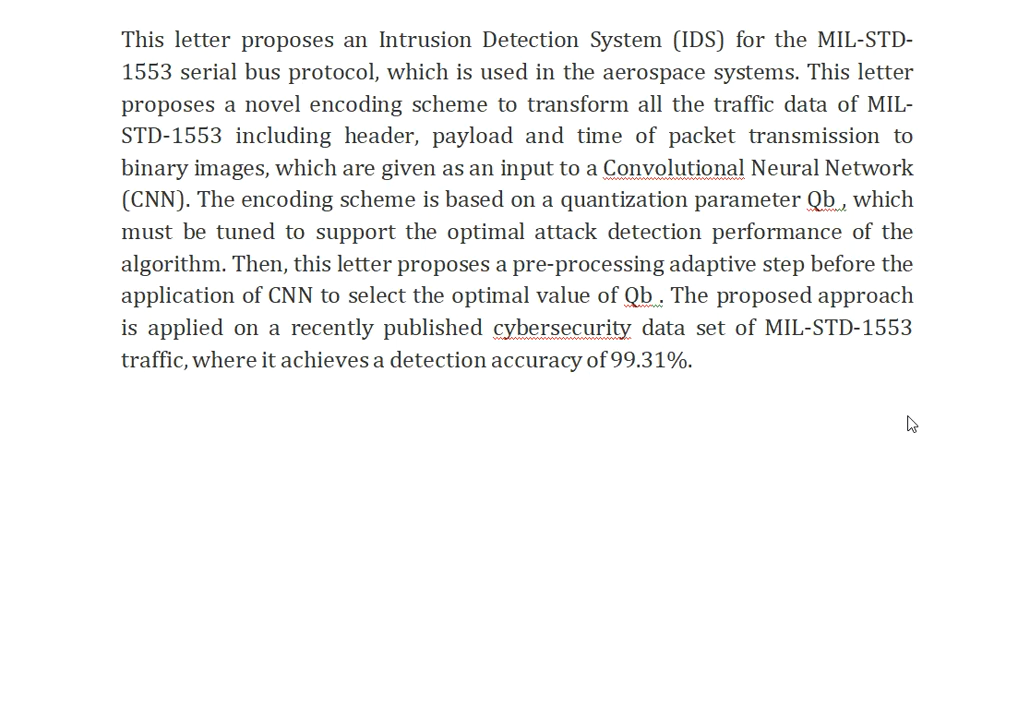 This letter proposes an Intrusion Detection System (IDS) for the MIL-STD-
1553 serial bus protocol, which is used in the aerospace systems. This letter
proposes a novel encoding scheme to transform all the traffic data of MIL-
STD-1553 including header, payload and time of packet transmission to
binary images, which are given as an input to a Convolutional Neural Network
(CNN). The encoding scheme is based on a quantization parameter Qb , which
must be tuned to support the optimal attack detection performance of the
algorithm. Then, this letter proposes a pre-processing adaptive step before the
application of CNN to select the optimal value of Qb . The proposed approach
is applied on a recently published cybersecurity data set of MIL-STD-1553
traffic, where it achieves a detection accuracy of 99.31%.